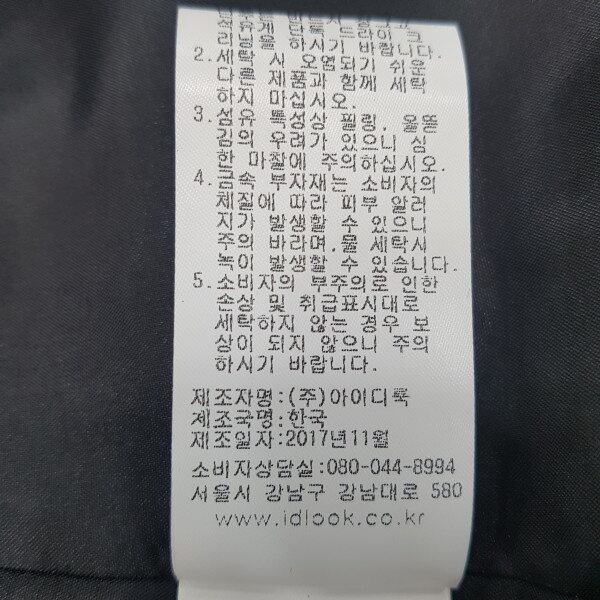 섬유계 단독 드라이 크
리닝을 하시기 바랍니다.
2.세탁 시 오염되기 쉬운
다른 제품과 함께 세탁
하지 마십시오.
3.섬유 특성상 필링, 올뜯
김의 우려가 있으니 심
한 마찰에 주의하십시오.
4.금속 부자재는 소비자의
체질에 따라 피부 알러
지가 발생할 수 있으니
주의 바라며,물 세탁시
녹이 발생할 수 있습니다.
5.소비자의 부주의로 인한
손상 및 취급표시대로
세탁하지 않는 경우 보
상이 되지 않으니 주의
하시기 바랍니다.
제조자명:(주)아이디룩
제조국명:한국
제조일자:2017년11월
소비자상담실:080-044-8994
서울시 강남구 강남대로 580
www.idlook.co.kr